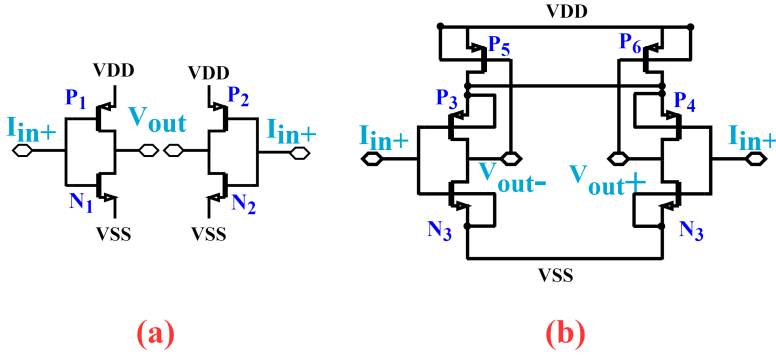 VDD
VDD VDD
P5 P6
P1 P2
P3 P4
Iin+ Vout Iin+
Iin+ Vout- Vout+ Iin+
N1 N2
N3 N3
VSS VSS
VSS
(a) (b)